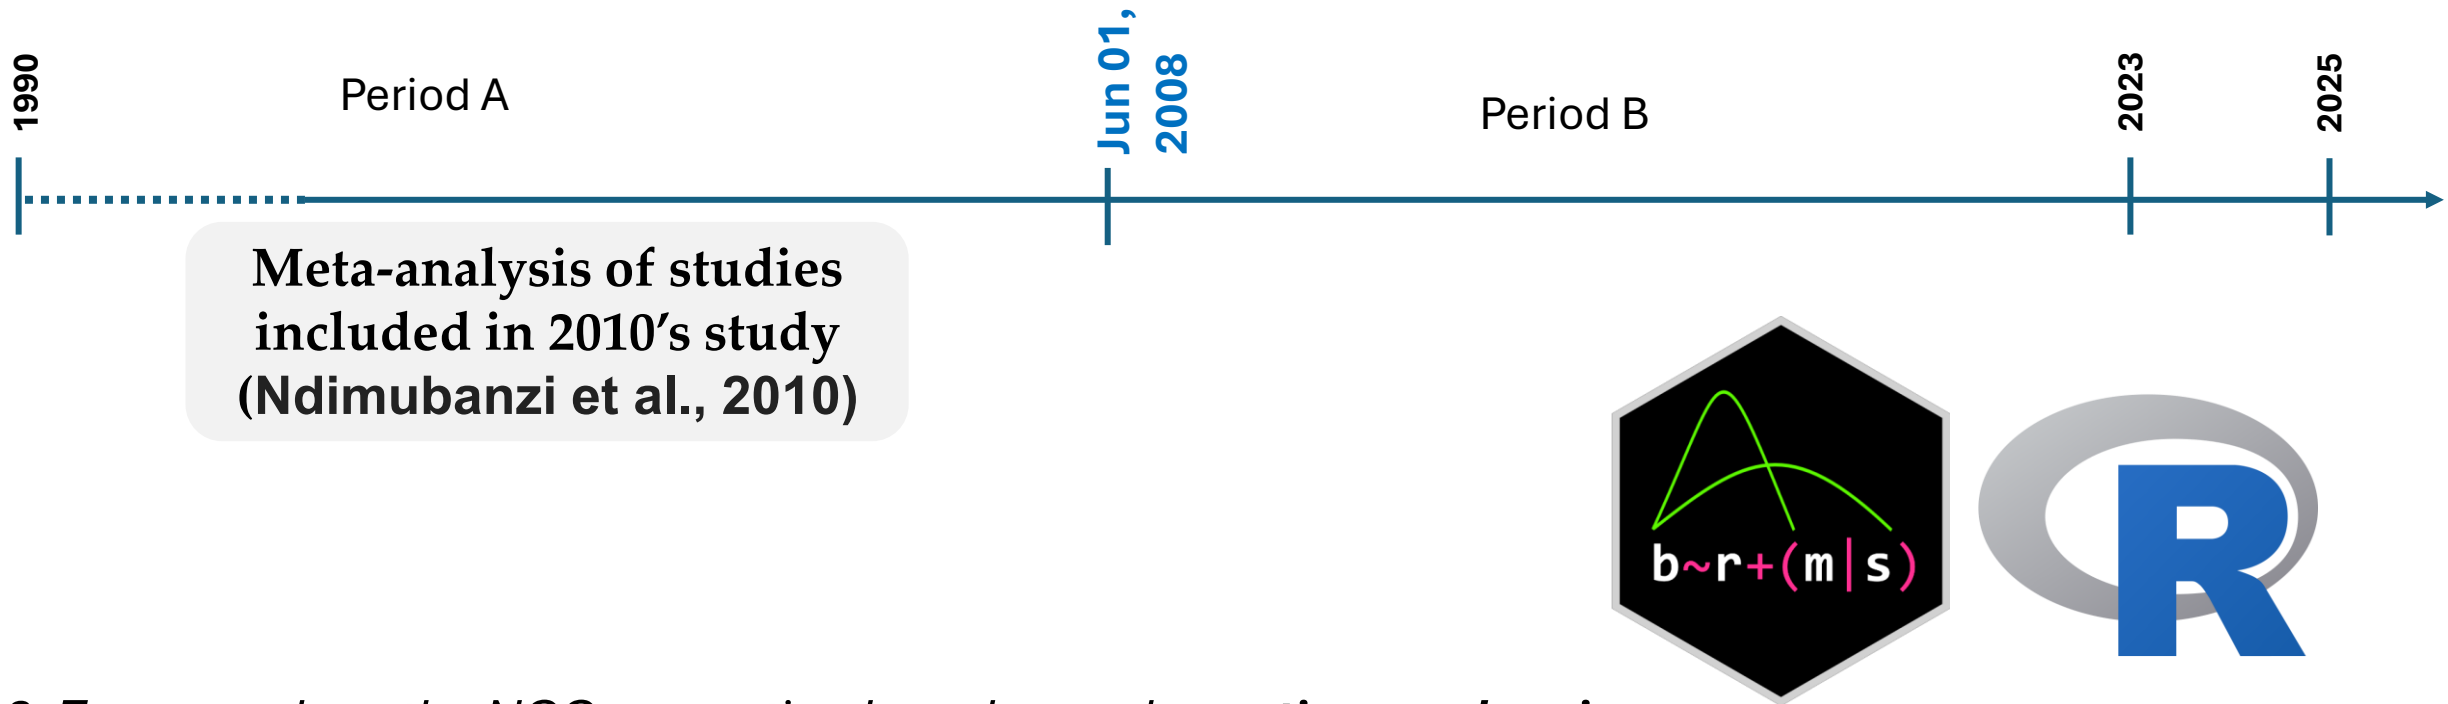 1990
Period A
Jun 01,
2008
Period B
2023
2025
Meta-analysis of studies
included in 2010’s study
(Ndimubanzi et al., 2010)
b~r+(m|s)
R